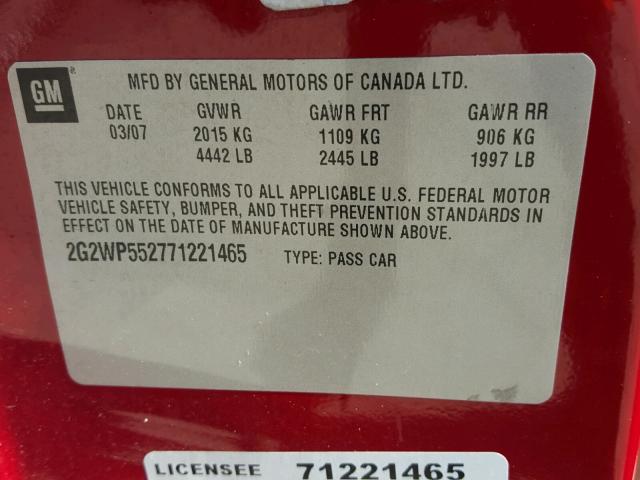 GM
MFD BY GENERAL MOTORS OF CANADA LTD.
DATE GVWR GAWR FRT GAWR RR
03/07 2015 KG 1109 KG 906 KG
4442 LB 2445 LB 1997 LB
THIS VEHICLE CONFORMS TO ALL APPLICABLE U.S. FEDERAL MOTOR
VEHICLE SAFETY, BUMPER, AND THEFT PREVENTION STANDARDS IN
EFFECT ON THE DATE OF MANUFACTURE SHOWN ABOVE.
2G2WP552771221465 TYPE: PASS CAR
LICENSEE 71221465